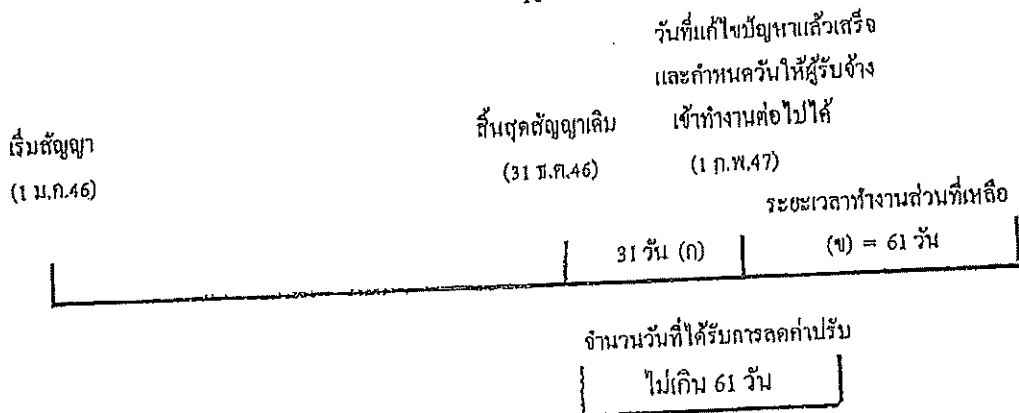 วันที่แก้ไขปัญหาแล้วเสร็จ
และกำหนดวันให้ผู้รับจ้าง
เข้าทำงานต่อไปได้
(1 ก.พ.47)
สิ้นสุดสัญญาเดิม
(31 ธ.ค.46)
เริ่มสัญญา
(1 ม.ค.46)
ระยะเวลาทำงานส่วนที่เหลือ
(ข) = 61 วัน
31 วัน (ก)
จำนวนวันที่ได้รับการลดค่าปรับ
ไม่เกิน 61 วัน